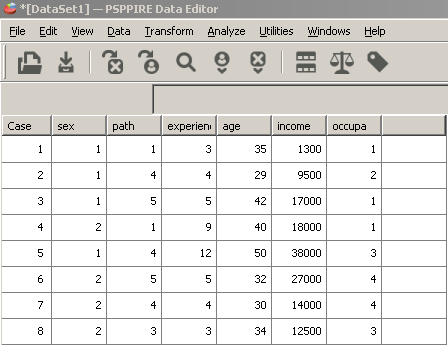 *[DataSet1] — PSPPIRE Data Editor
File Edit View Data Transform Analyze Utilities Windows Help
Case sex path experien age income occupa
1 1 1 3 35 1300 1
2 1 4 4 29 9500 2
3 1 5 5 42 17000 1
4 2 1 9 40 18000 1
5 1 4 12 50 38000 3
6 2 5 5 32 27000 4
7 2 4 4 30 14000 4
8 2 3 3 34 12500 3